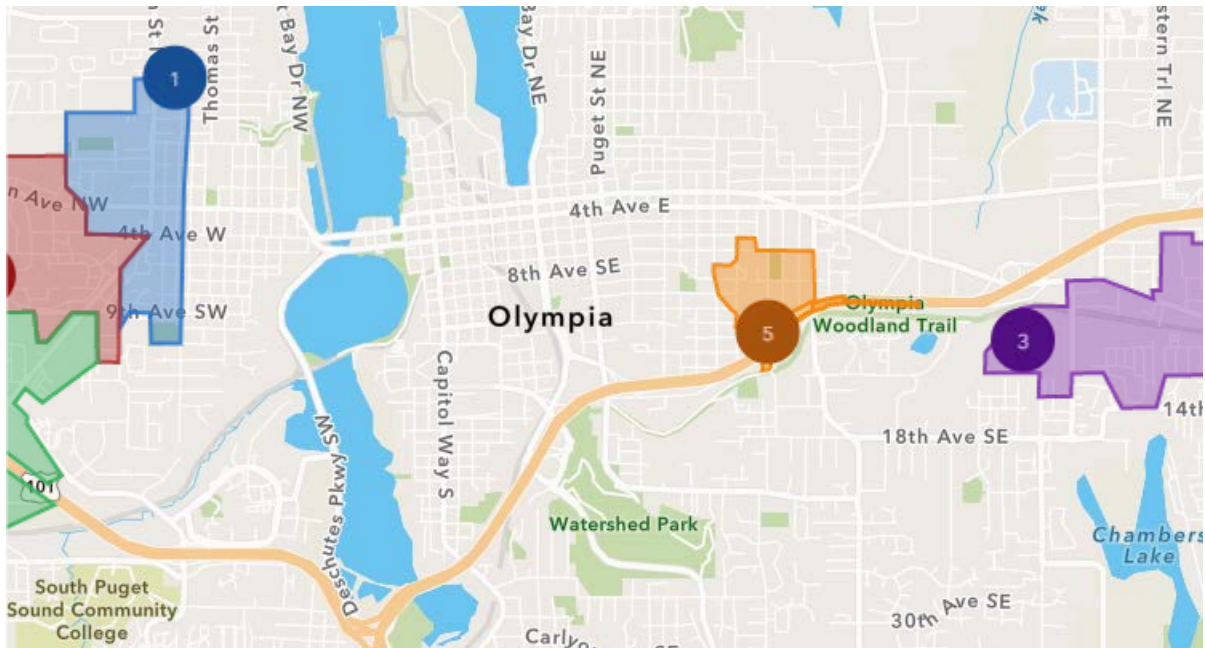 1
Thomas St
Bay Dr NW
Bay Dr NE
Puget St NE
stern Trl NE
n Ave NW
4th Ave W
9th Ave SW
4th Ave E
8th Ave SE
Olympia
Capitol Way S
5
Olympia
Woodland Trail
3
14th
18th Ave SE
101
Deschutes Pkwy SW
Watershed Park
Chambers
Lake
South Puget
Sound Community
College
30th Ave SE